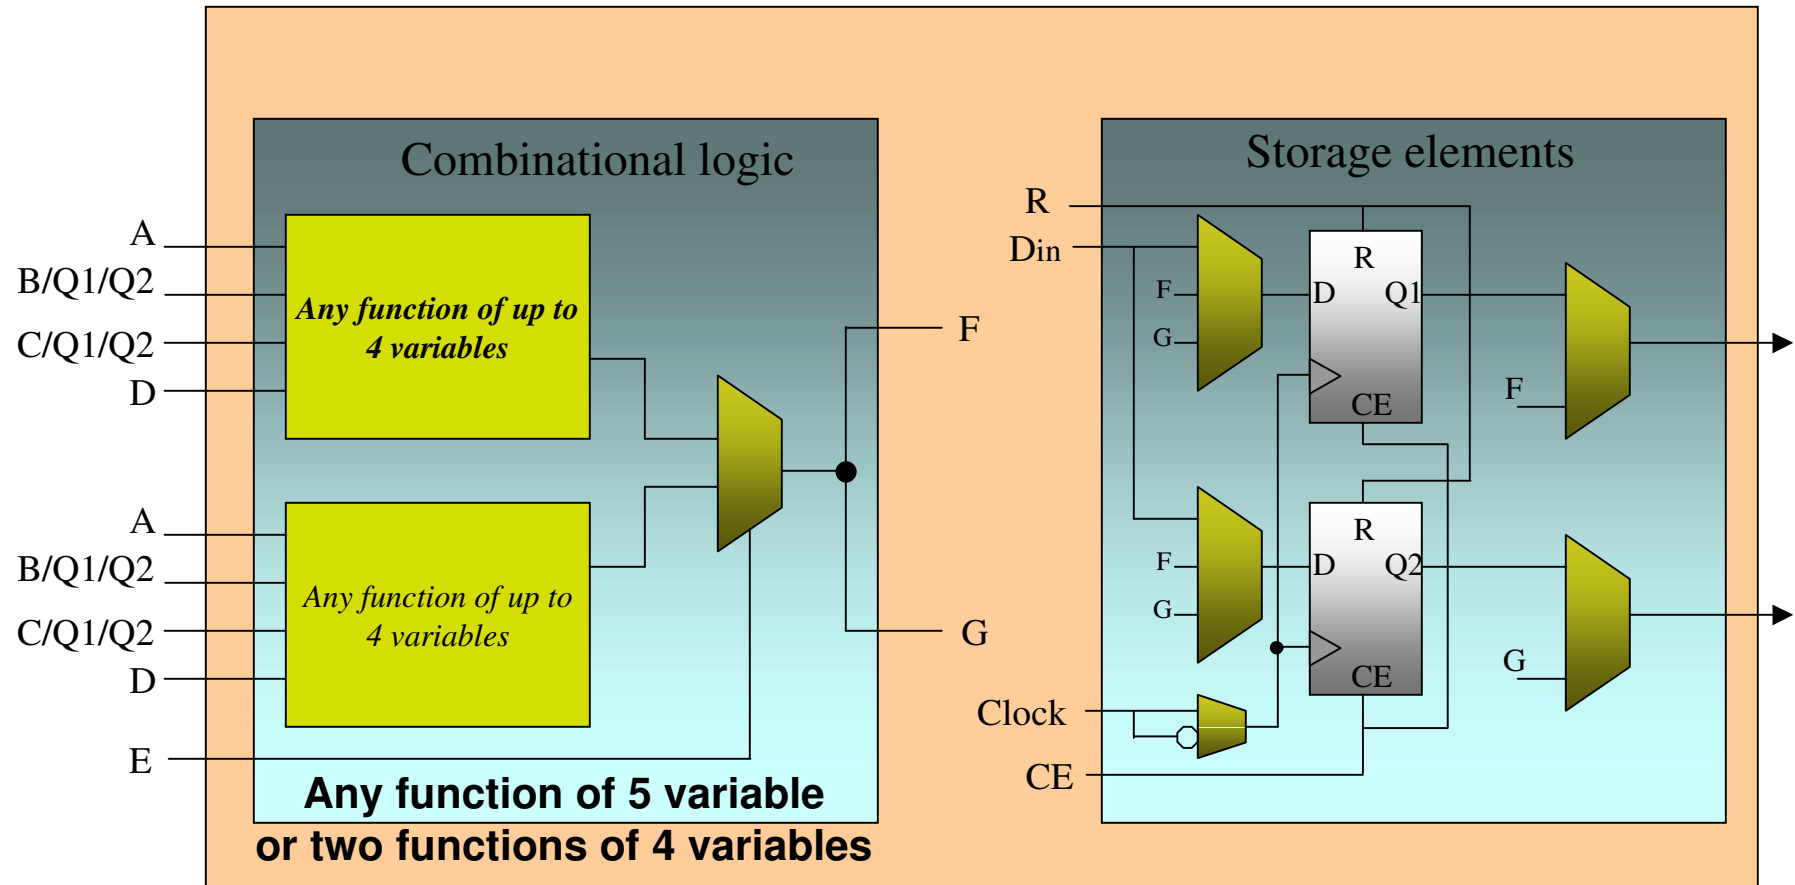 Combinational logic
A
B/Q1/Q2
C/Q1/Q2
D
Any function of up to
4 variables
A
B/Q1/Q2
C/Q1/Q2
D
Any function of up to
4 variables
E
F
G
Any function of 5 variable
or two functions of 4 variables
Storage elements
R
Din
F
G
R
D
Q1
CE
F
F
G
R
D
Q2
CE
G
Clock
CE